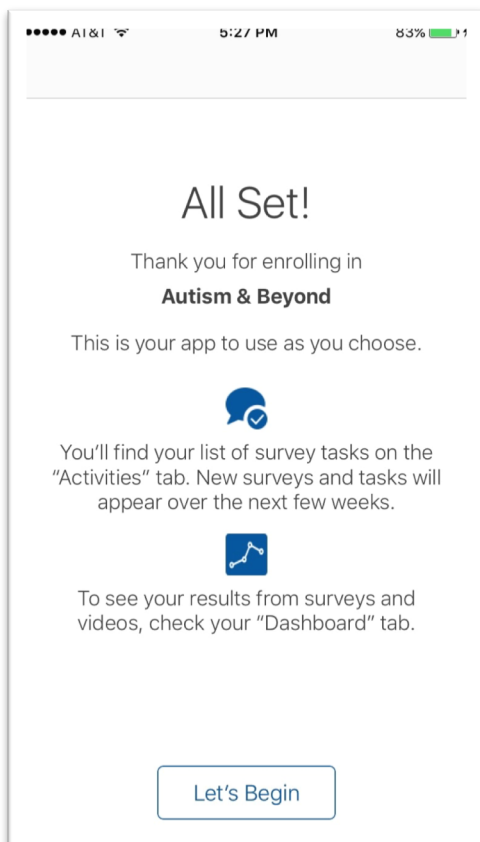 AT&T 5:27 PM 83%
All Set!
Thank you for enrolling in
Autism & Beyond
This is your app to use as you choose.
You’ll find your list of survey tasks on the
“Activities” tab. New surveys and tasks will
appear over the next few weeks.
To see your results from surveys and
videos, check your “Dashboard” tab.
Let’s Begin